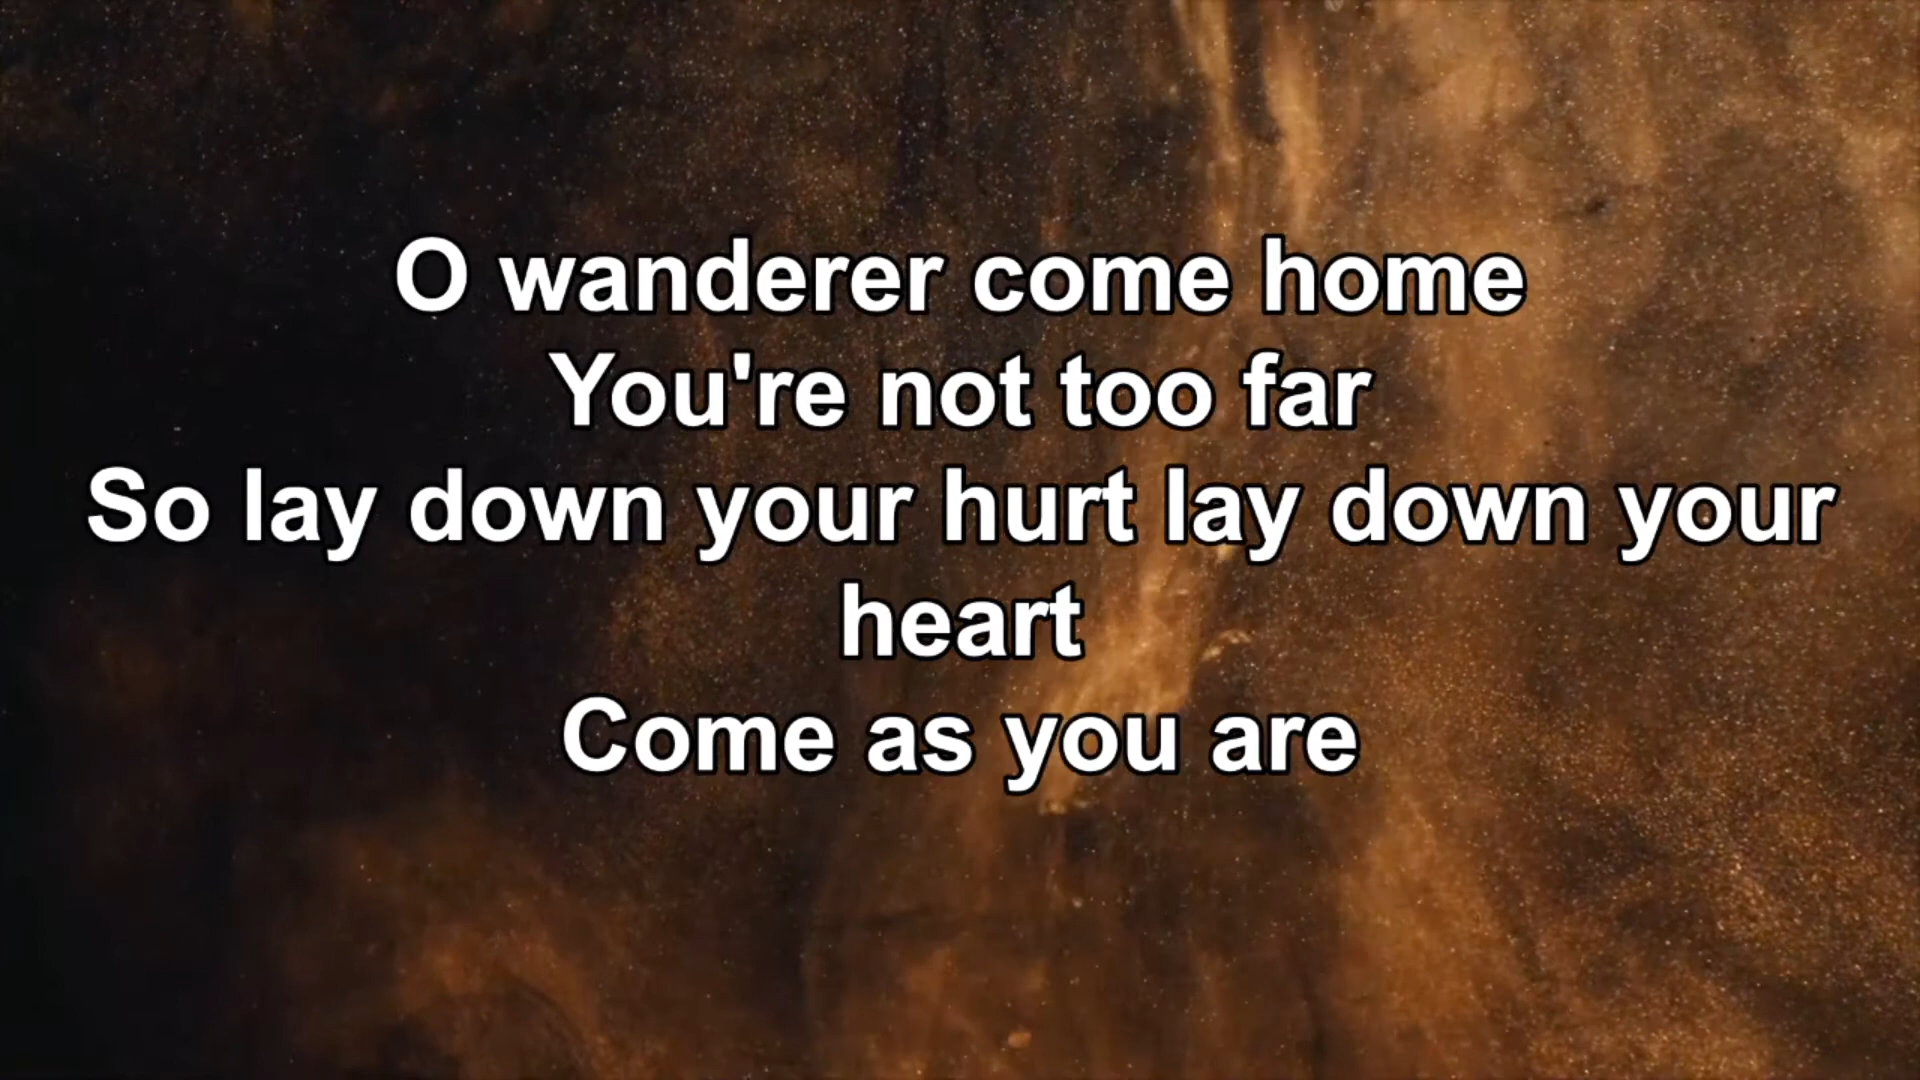 O wanderer come home
You're not too far
So lay down your hurt lay down your
heart
Come as you are